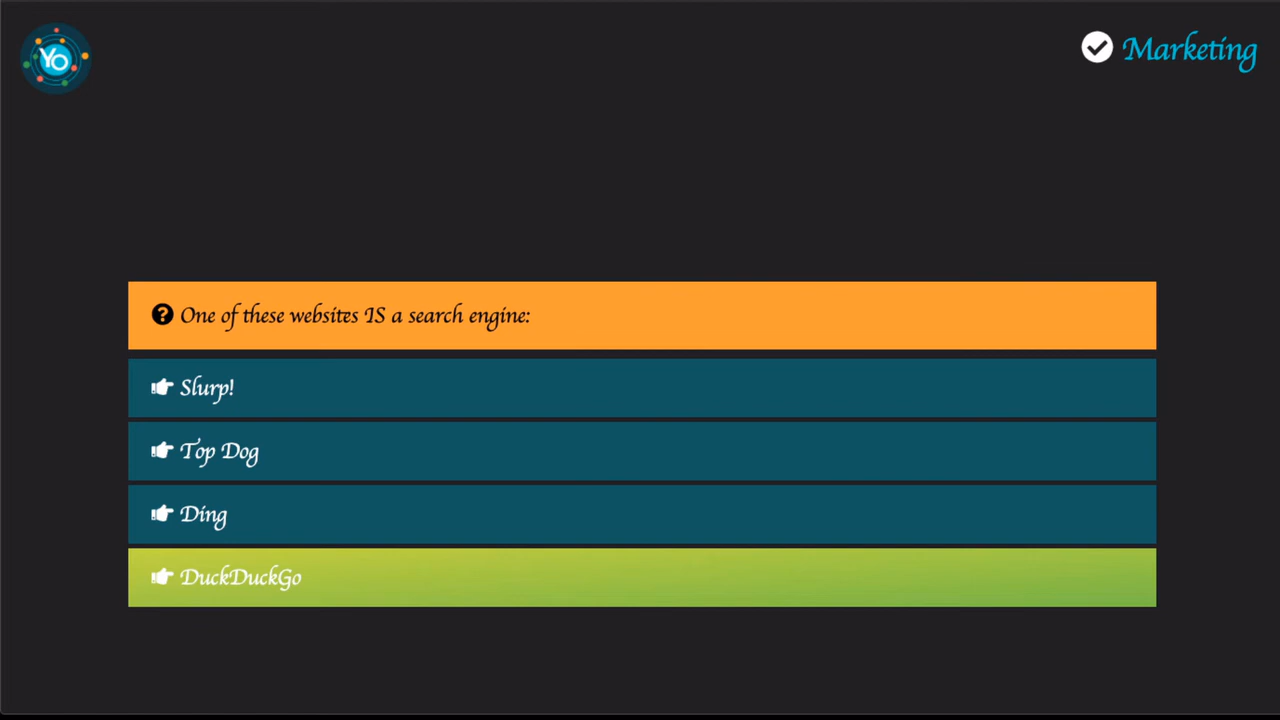 Yo
Marketing
One of these websites IS a search engine:
Slurp!
Top Dog
Ding
DuckDuckGo